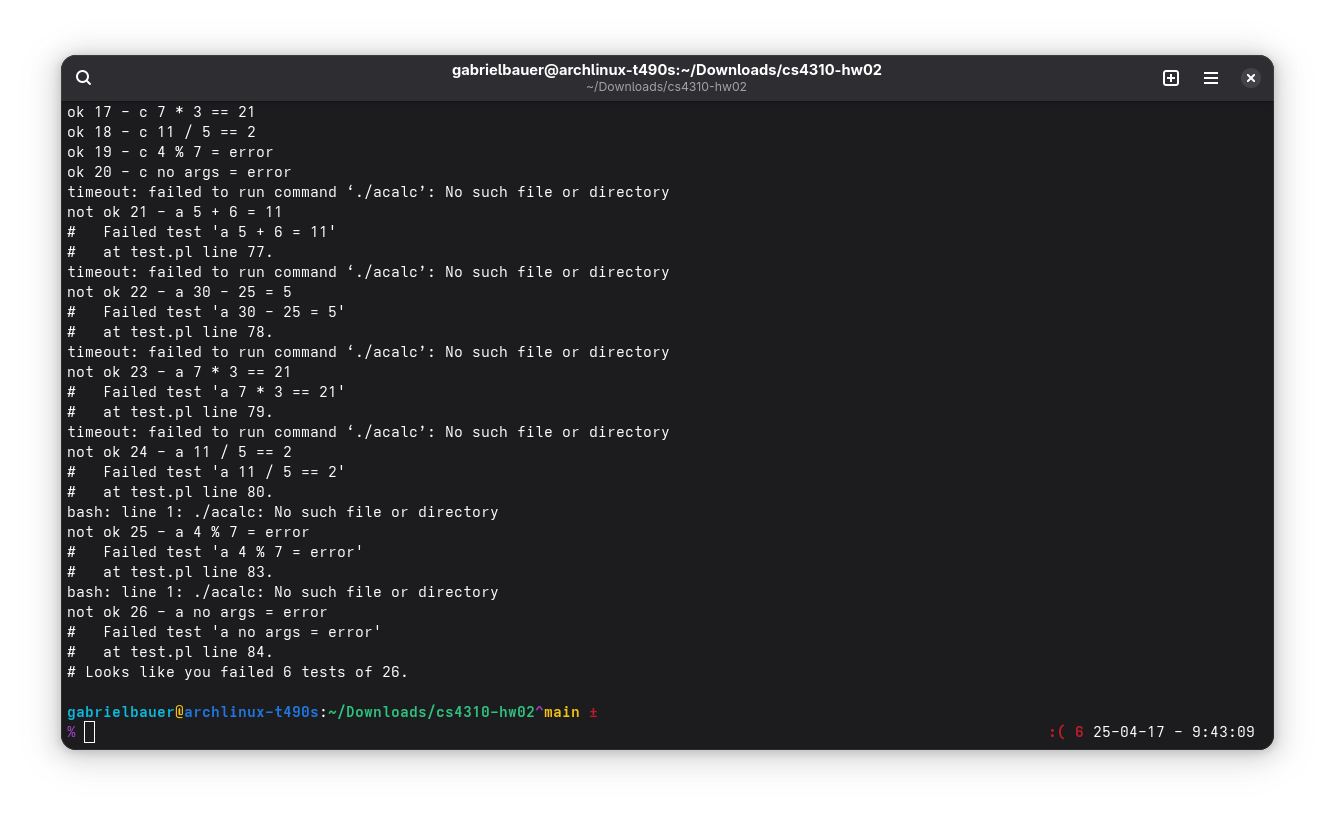 gabrielbauer@archlinux-t490s:~/Downloads/cs4310-hw02
~/Downloads/cs4310-hw02
ok 17 - c 7 * 3 == 21
ok 18 - c 11 / 5 == 2
ok 19 - c 4 % 7 = error
ok 20 - c no args = error
timeout: failed to run command ‘./acalc’: No such file or directory
not ok 21 - a 5 + 6 = 11
#   Failed test 'a 5 + 6 = 11'
#   at test.pl line 77.
timeout: failed to run command ‘./acalc’: No such file or directory
not ok 22 - a 30 - 25 = 5
#   Failed test 'a 30 - 25 = 5'
#   at test.pl line 78.
timeout: failed to run command ‘./acalc’: No such file or directory
not ok 23 - a 7 * 3 == 21
#   Failed test 'a 7 * 3 == 21'
#   at test.pl line 79.
timeout: failed to run command ‘./acalc’: No such file or directory
not ok 24 - a 11 / 5 == 2
#   Failed test 'a 11 / 5 == 2'
#   at test.pl line 80.
bash: line 1: ./acalc: No such file or directory
not ok 25 - a 4 % 7 = error
#   Failed test 'a 4 % 7 = error'
#   at test.pl line 83.
bash: line 1: ./acalc: No such file or directory
not ok 26 - a no args = error
#   Failed test 'a no args = error'
#   at test.pl line 84.
# Looks like you failed 6 tests of 26.
gabrielbauer@archlinux-t490s:~/Downloads/cs4310-hw02^main ±
% :( 6 25-04-17 - 9:43:09